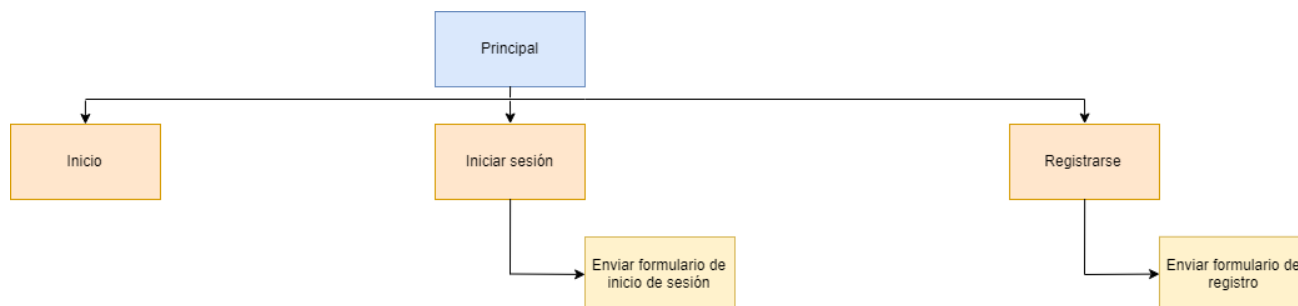 Principal
Inicio
Iniciar sesión
Registrarse
Enviar formulario de
inicio de sesión
Enviar formulario de
registro